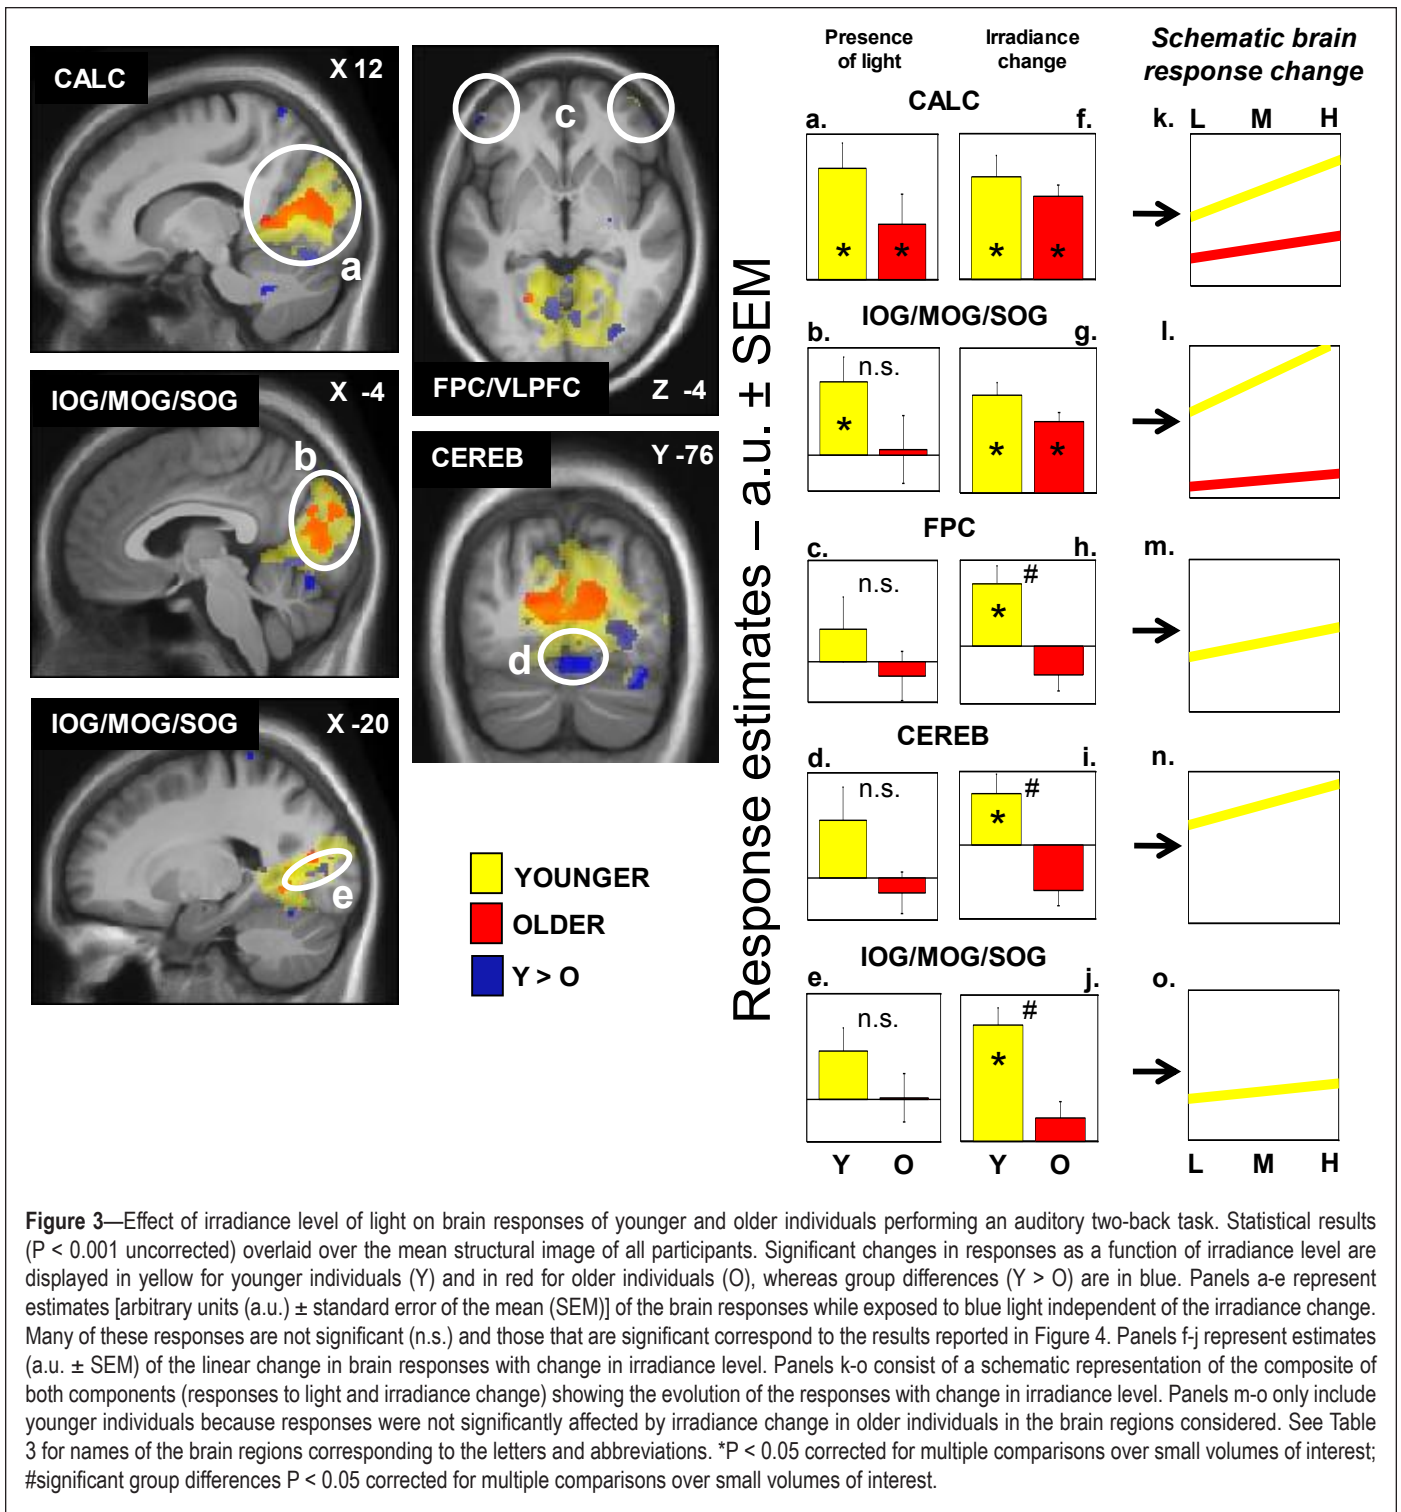 CALC
X 12
a
IOG/MOG/SOG
X -4
b
IOG/MOG/SOG
X -20
e
c
FPC/VLPFC
Z -4
CEREB
Y -76
d
YOUNGER
OLDER
Y > O
Response estimates – a.u. ± SEM
Presence
of light
Irradiance
change
Schematic brain
response change
CALC
a.
f.
k.
L M H
*
*
*
*
IOG/MOG/SOG
b.
g.
l.
n.s.
*
*
*
FPC
c.
h.
m.
n.s.
#
*
CEREB
d.
i.
n.
n.s.
#
*
IOG/MOG/SOG
e.
j.
o.
n.s.
#
*
Y O
Y O
L M H
Figure 3—Effect of irradiance level of light on brain responses of younger and older individuals performing an auditory two-back task. Statistical results
(P < 0.001 uncorrected) overlaid over the mean structural image of all participants. Significant changes in responses as a function of irradiance level are
displayed in yellow for younger individuals (Y) and in red for older individuals (O), whereas group differences (Y > O) are in blue. Panels a-e represent
estimates [arbitrary units (a.u.) ± standard error of the mean (SEM)] of the brain responses while exposed to blue light independent of the irradiance change.
Many of these responses are not significant (n.s.) and those that are significant correspond to the results reported in Figure 4. Panels f-j represent estimates
(a.u. ± SEM) of the linear change in brain responses with change in irradiance level. Panels k-o consist of a schematic representation of the composite of
both components (responses to light and irradiance change) showing the evolution of the responses with change in irradiance level. Panels m-o only include
younger individuals because responses were not significantly affected by irradiance change in older individuals in the brain regions considered. See Table
3 for names of the brain regions corresponding to the letters and abbreviations. *P < 0.05 corrected for multiple comparisons over small volumes of interest;
#significant group differences P < 0.05 corrected for multiple comparisons over small volumes of interest.